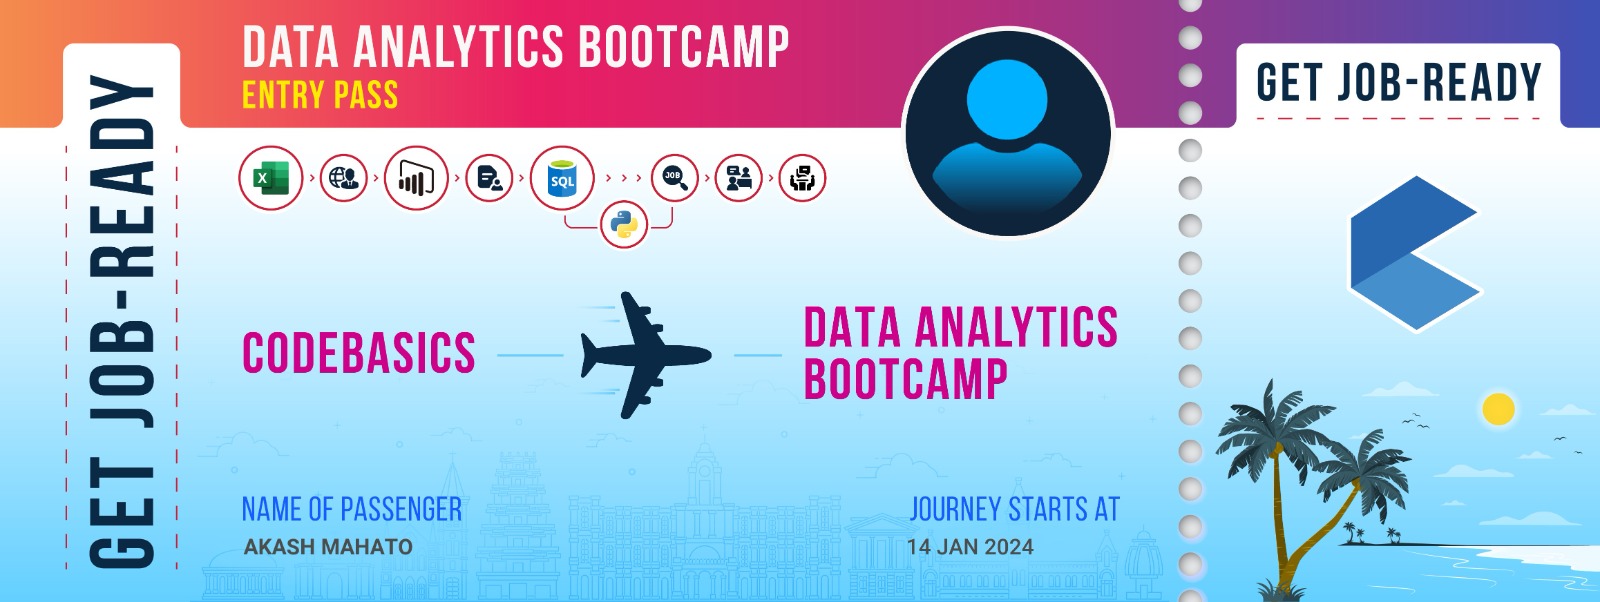 GET JOB-READY
DATA ANALYTICS BOOTCAMP
ENTRY PASS
X
SQL
JOB
CODEBASICS
DATA ANALYTICS
BOOTCAMP
NAME OF PASSENGER
AKASH MAHATO
JOURNEY STARTS AT
14 JAN 2024
GET JOB-READY